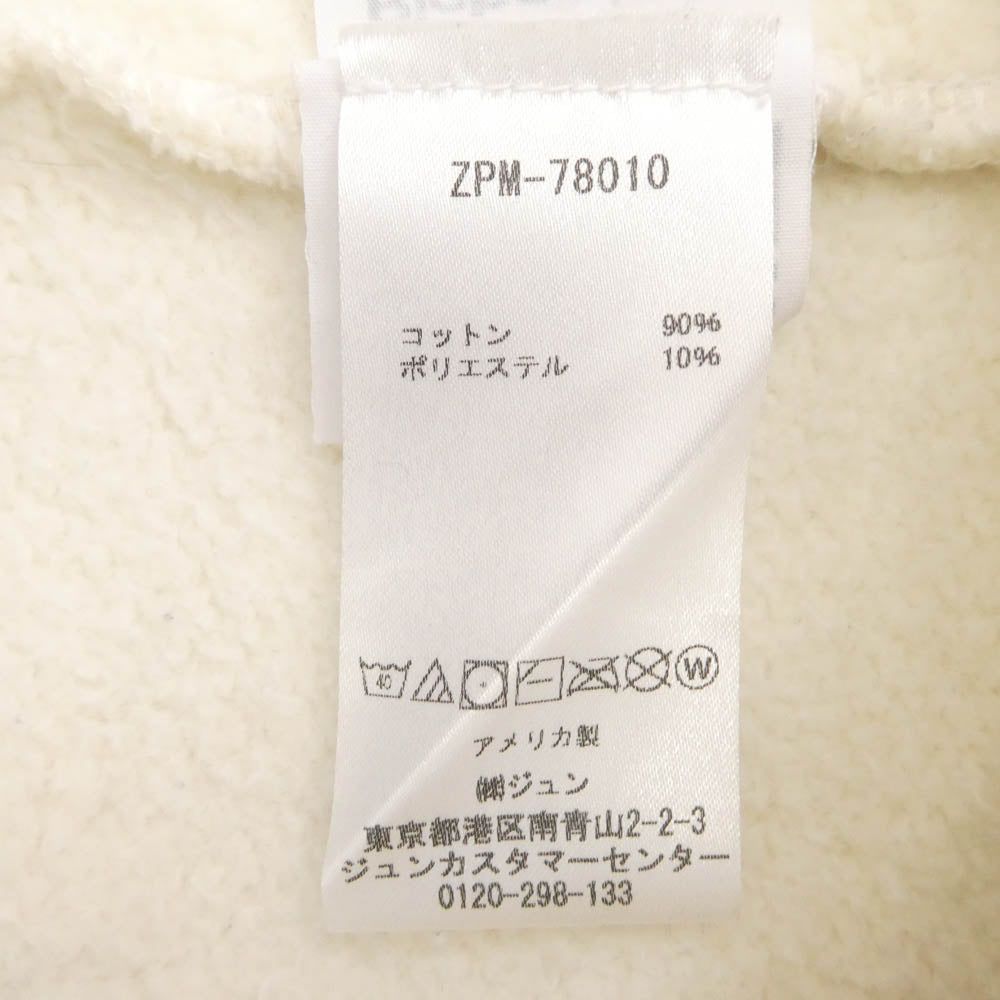 ZPM-78010
コットン 90%
ポリエステル 10%
40
W
アメリカ製
㈱ジュン
東京都港区南青山2-2-3
ジュンカスタマーセンター
0120-298-133